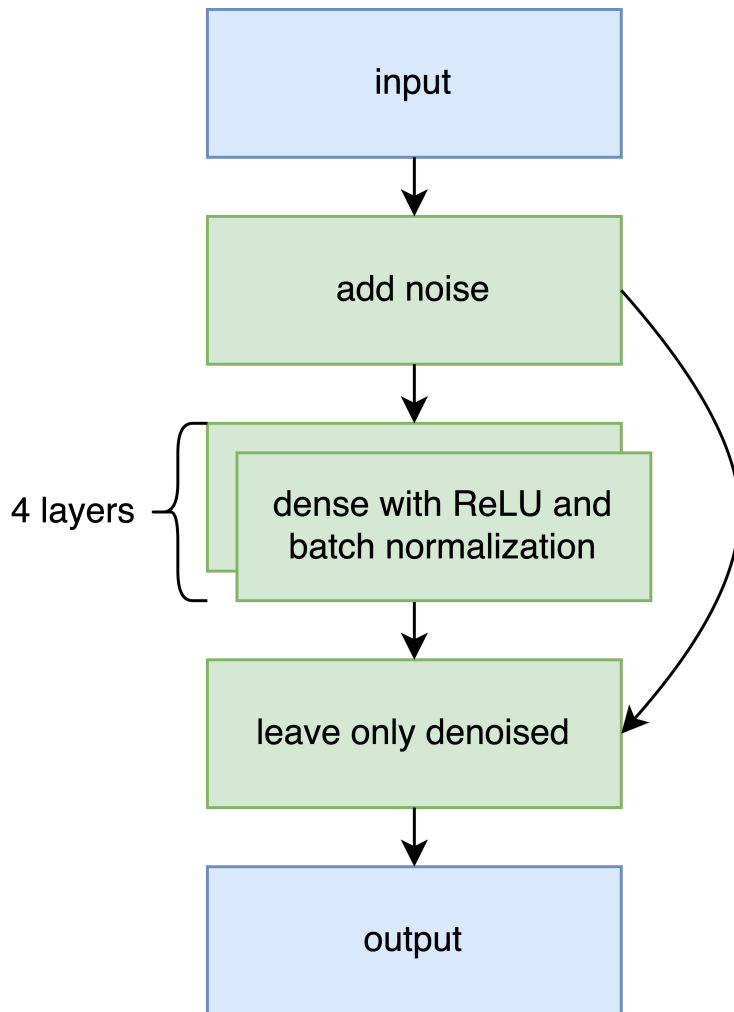 input
add noise
4 layers
dense with ReLU and
batch normalization
leave only denoised
output